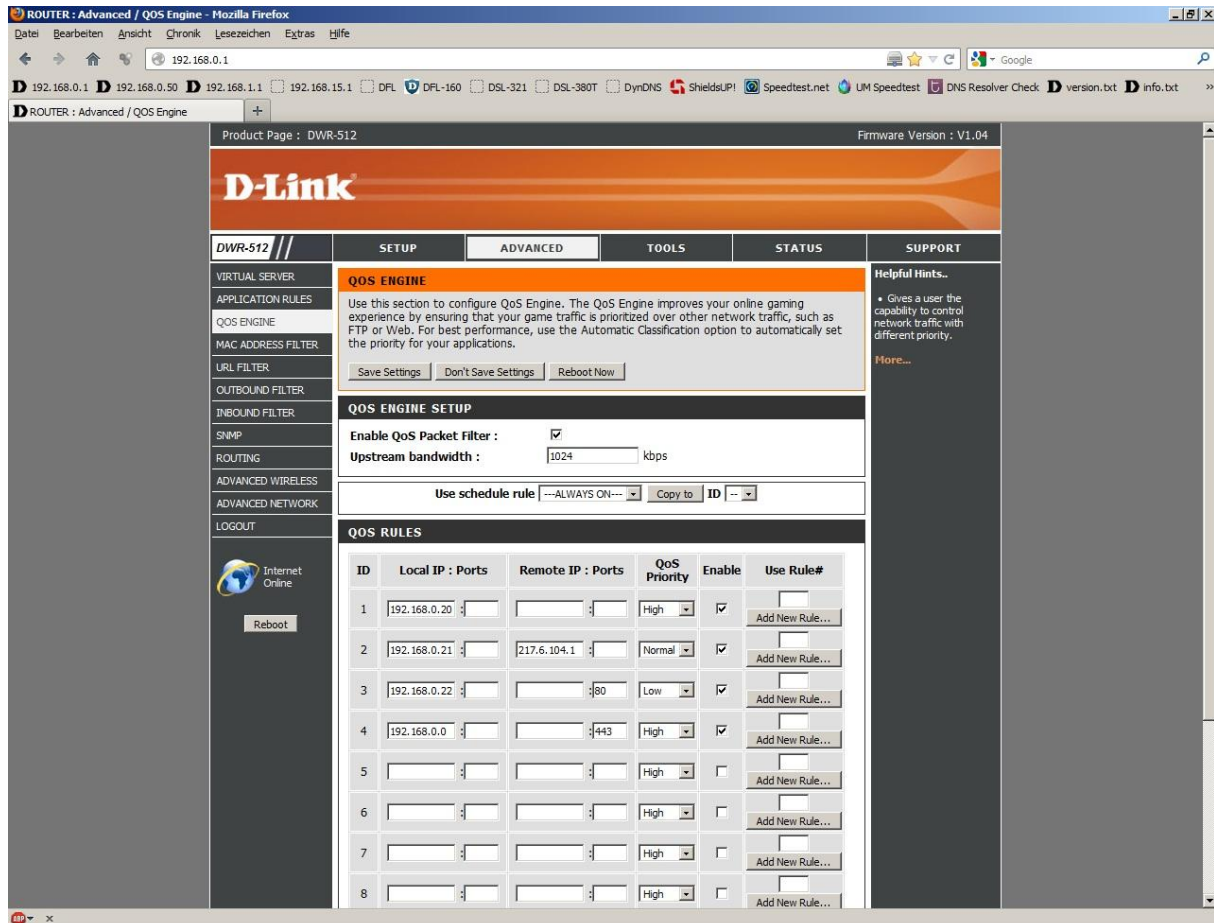 ROUTER : Advanced / QOS Engine - Mozilla Firefox
Datei Bearbeiten Ansicht Chronik Lesezeichen Extras Hilfe
192.168.0.1
Google
192.168.0.1 192.168.0.50 192.168.1.1 192.168.15.1 DFL DFL-160 DSL-321 DSL-380T DynDNS ShieldsUP! Speedtest.net UM Speedtest DNS Resolver Check version.txt info.txt »
ROUTER : Advanced / QOS Engine +
Product Page : DWR-512 Firmware Version : V1.04
D-Link
DWR-512 // SETUP ADVANCED TOOLS STATUS SUPPORT
VIRTUAL SERVER
APPLICATION RULES
QOS ENGINE
MAC ADDRESS FILTER
URL FILTER
OUTBOUND FILTER
INBOUND FILTER
SNMP
ROUTING
ADVANCED WIRELESS
ADVANCED NETWORK
LOGOUT
Internet
Online
Reboot
QOS ENGINE
Use this section to configure QoS Engine. The QoS Engine improves your online gaming
experience by ensuring that your game traffic is prioritized over other network traffic, such as
FTP or Web. For best performance, use the Automatic Classification option to automatically set
the priority for your applications.
Save Settings Don't Save Settings Reboot Now
QOS ENGINE SETUP
Enable QoS Packet Filter :
Upstream bandwidth : 1024 kbps
Use schedule rule ---ALWAYS ON--- Copy to ID --
QOS RULES
ID Local IP : Ports Remote IP : Ports QoS Priority Enable Use Rule#
1 192.168.0.20 : : High
Add New Rule...
2 192.168.0.21 : 217.6.104.1 : Normal
Add New Rule...
3 192.168.0.22 : :80 Low
Add New Rule...
4 192.168.0.0 : :443 High
Add New Rule...
5 : : High
Add New Rule...
6 : : High
Add New Rule...
7 : : High
Add New Rule...
8 : : High
Add New Rule...
Helpful Hints..
• Gives a user the
capability to control
network traffic with
different priority.
More...
ABP x